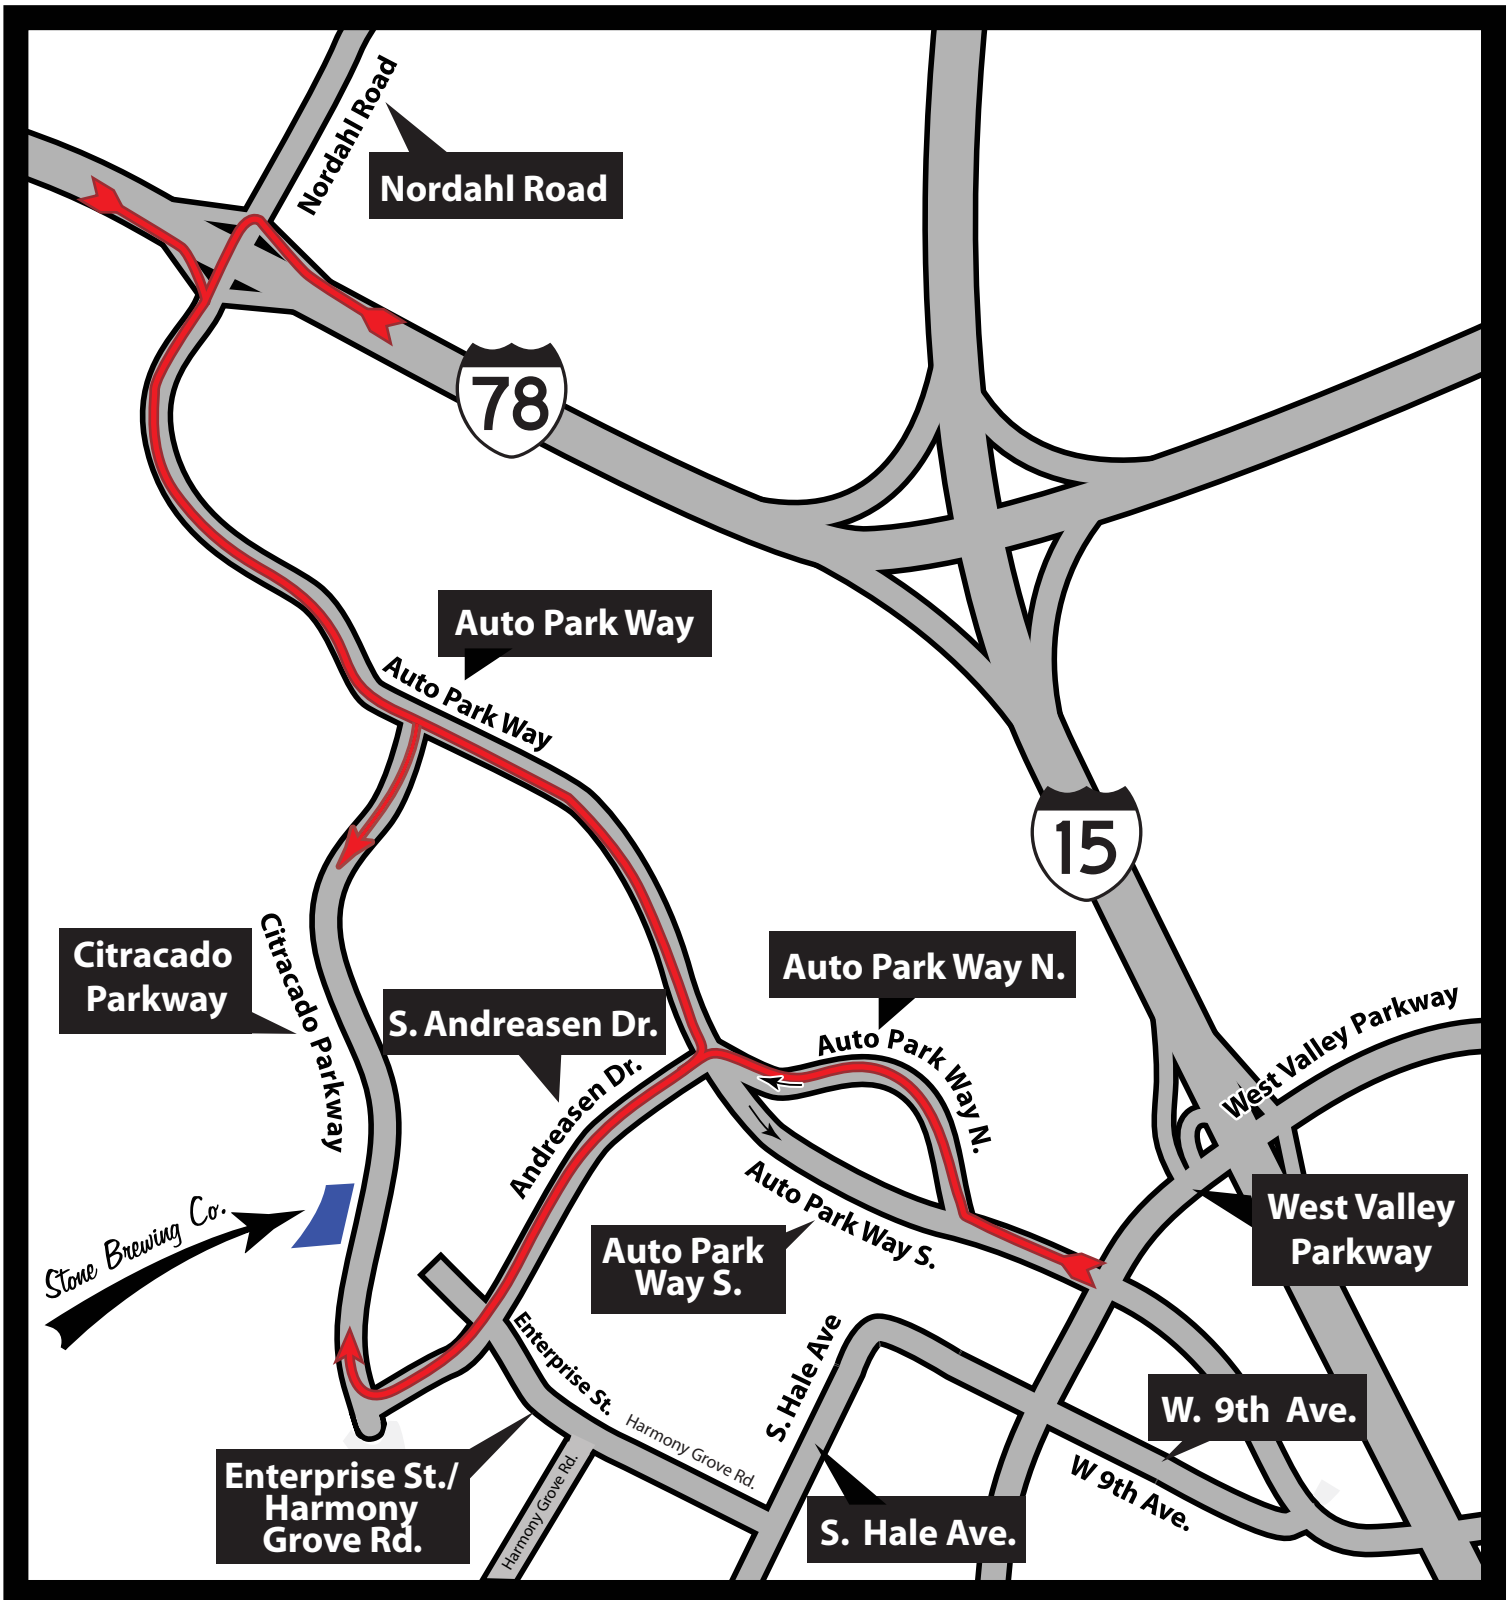 Nordahl Road
Nordahl Road
78
Auto Park Way
Auto Park Way
15
Citracado
Parkway
Citracado Parkway
S. Andreasen Dr.
Andreasen Dr.
Auto Park Way N.
Auto Park Way N.
West Valley Parkway
West Valley
Parkway
Stone Brewing Co.
Auto Park Way S.
Auto Park
Way S.
Enterprise St.
Harmony Grove Rd.
Harmony Grove Rd.
Enterprise St./
Harmony
Grove Rd.
S. Hale Ave
S. Hale Ave.
W. 9th Ave.
W 9th Ave.